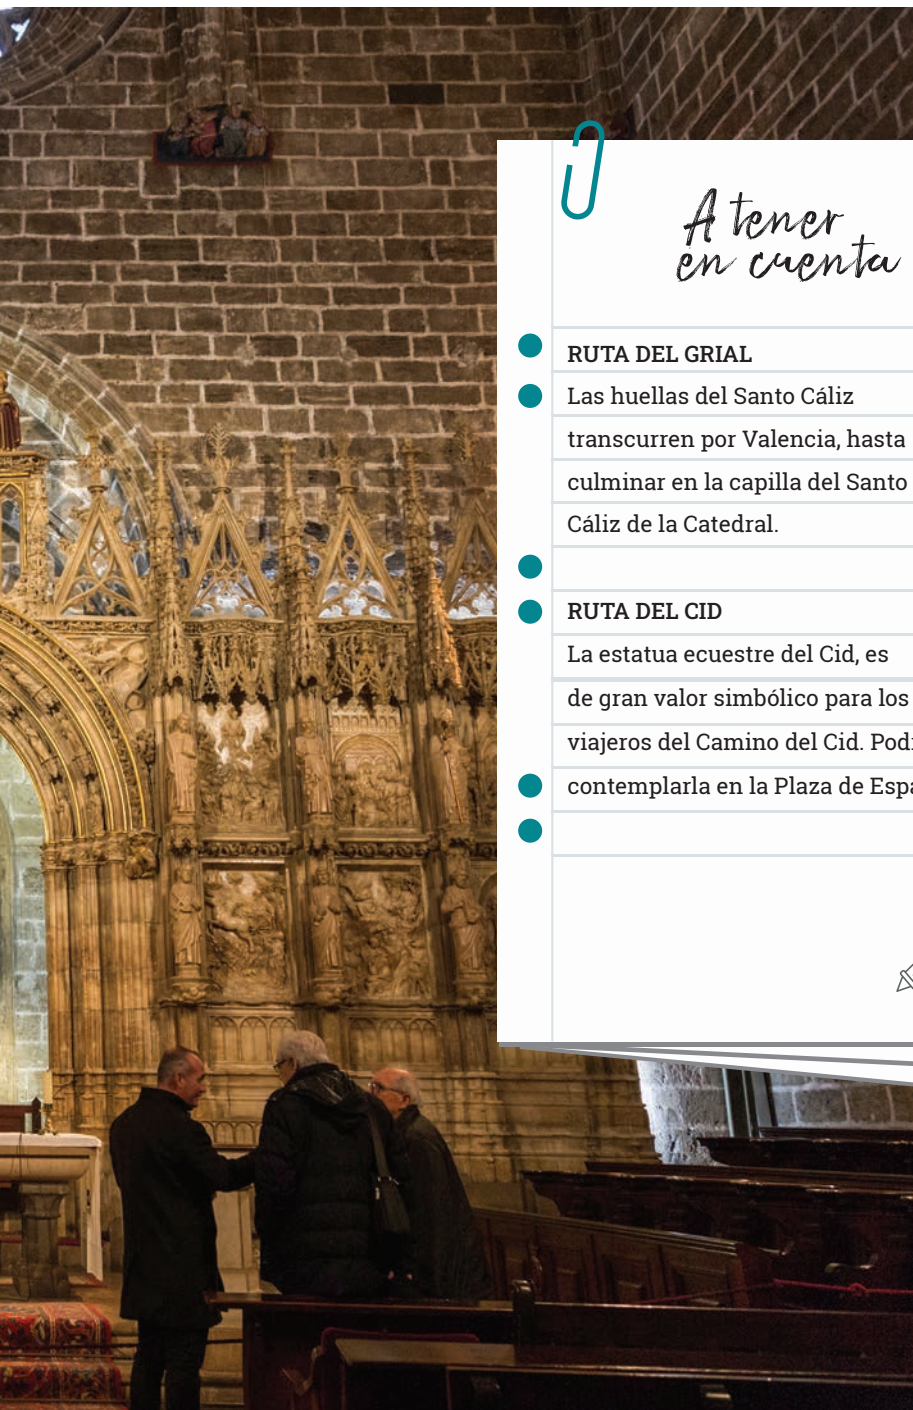 A tener
en cuenta
RUTA DEL GRIAL
Las huellas del Santo Cáliz
transcurren por Valencia, hasta
culminar en la capilla del Santo
Cáliz de la Catedral.
RUTA DEL CID
La estatua ecuestre del Cid, es
de gran valor simbólico para los
viajeros del Camino del Cid.
contemplarla en la Plaza de